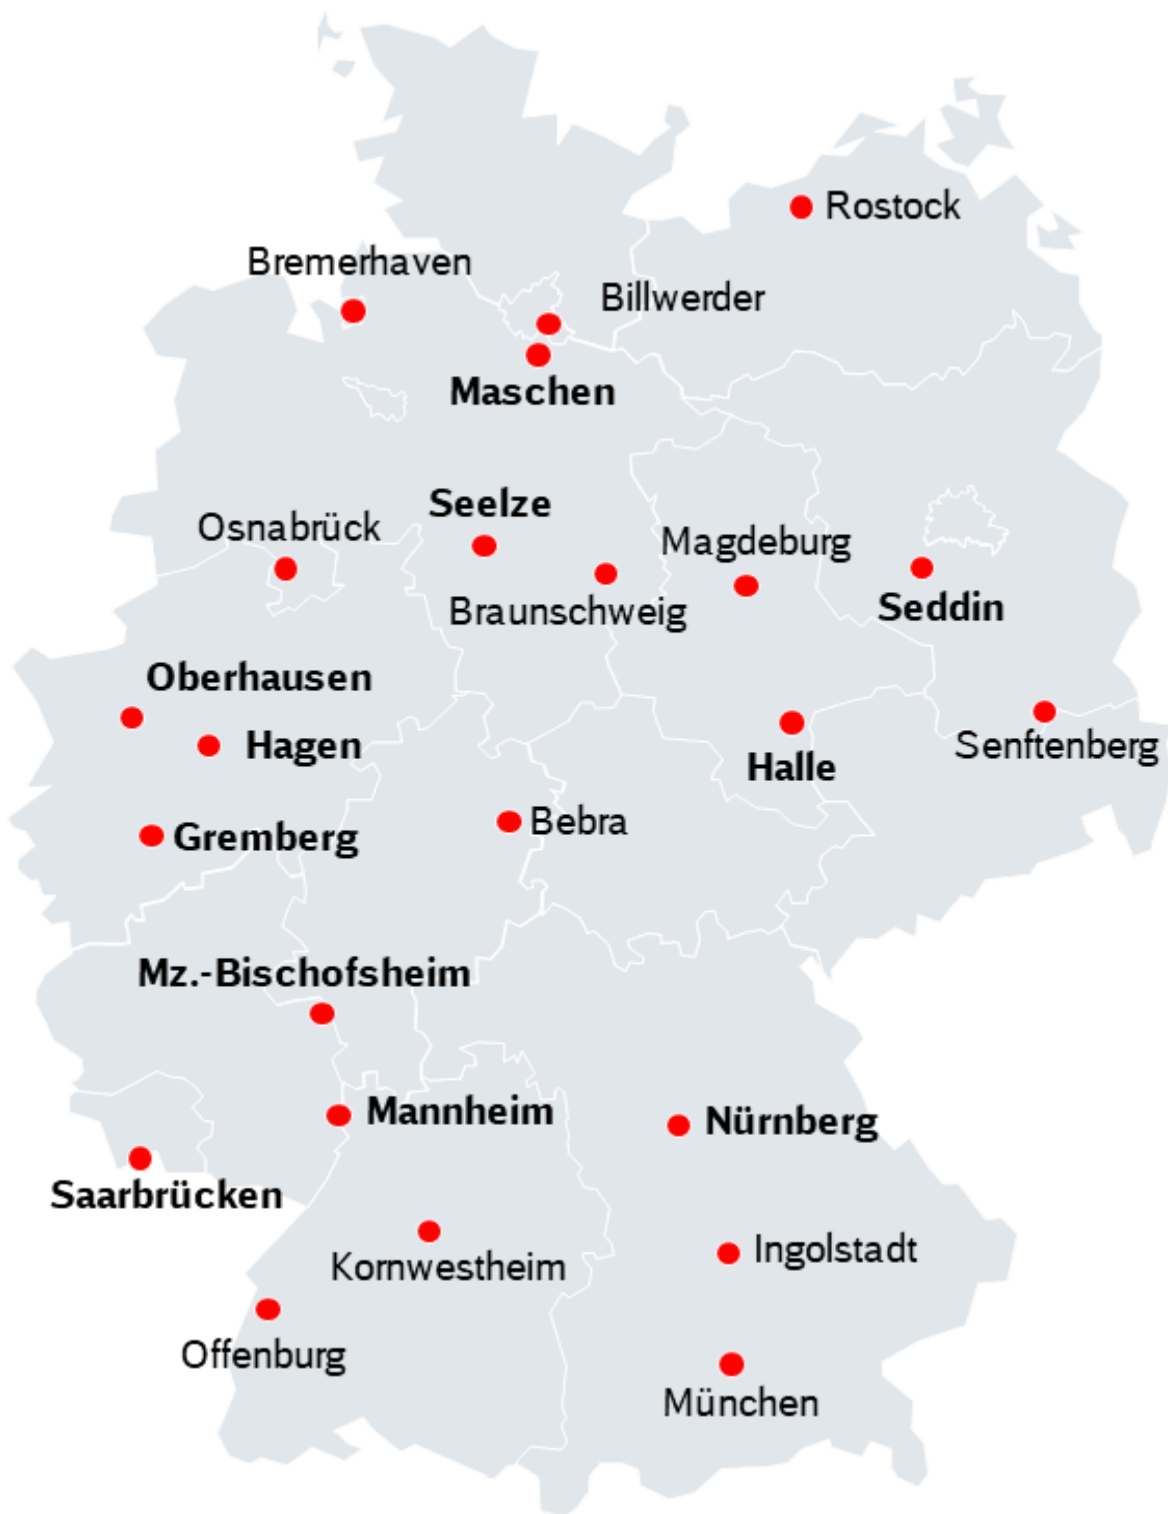 Rostock
Bremerhaven
Billwerder
Maschen
Seelze
Osnabrück
Magdeburg
Braunschweig
Seddin
Oberhausen
Hagen
Senftenberg
Halle
Bebra
Gremberg
Mz.-Bischofsheim
Mannheim
Nürnberg
Saarbrücken
Ingolstadt
Kornwestheim
Offenburg
München